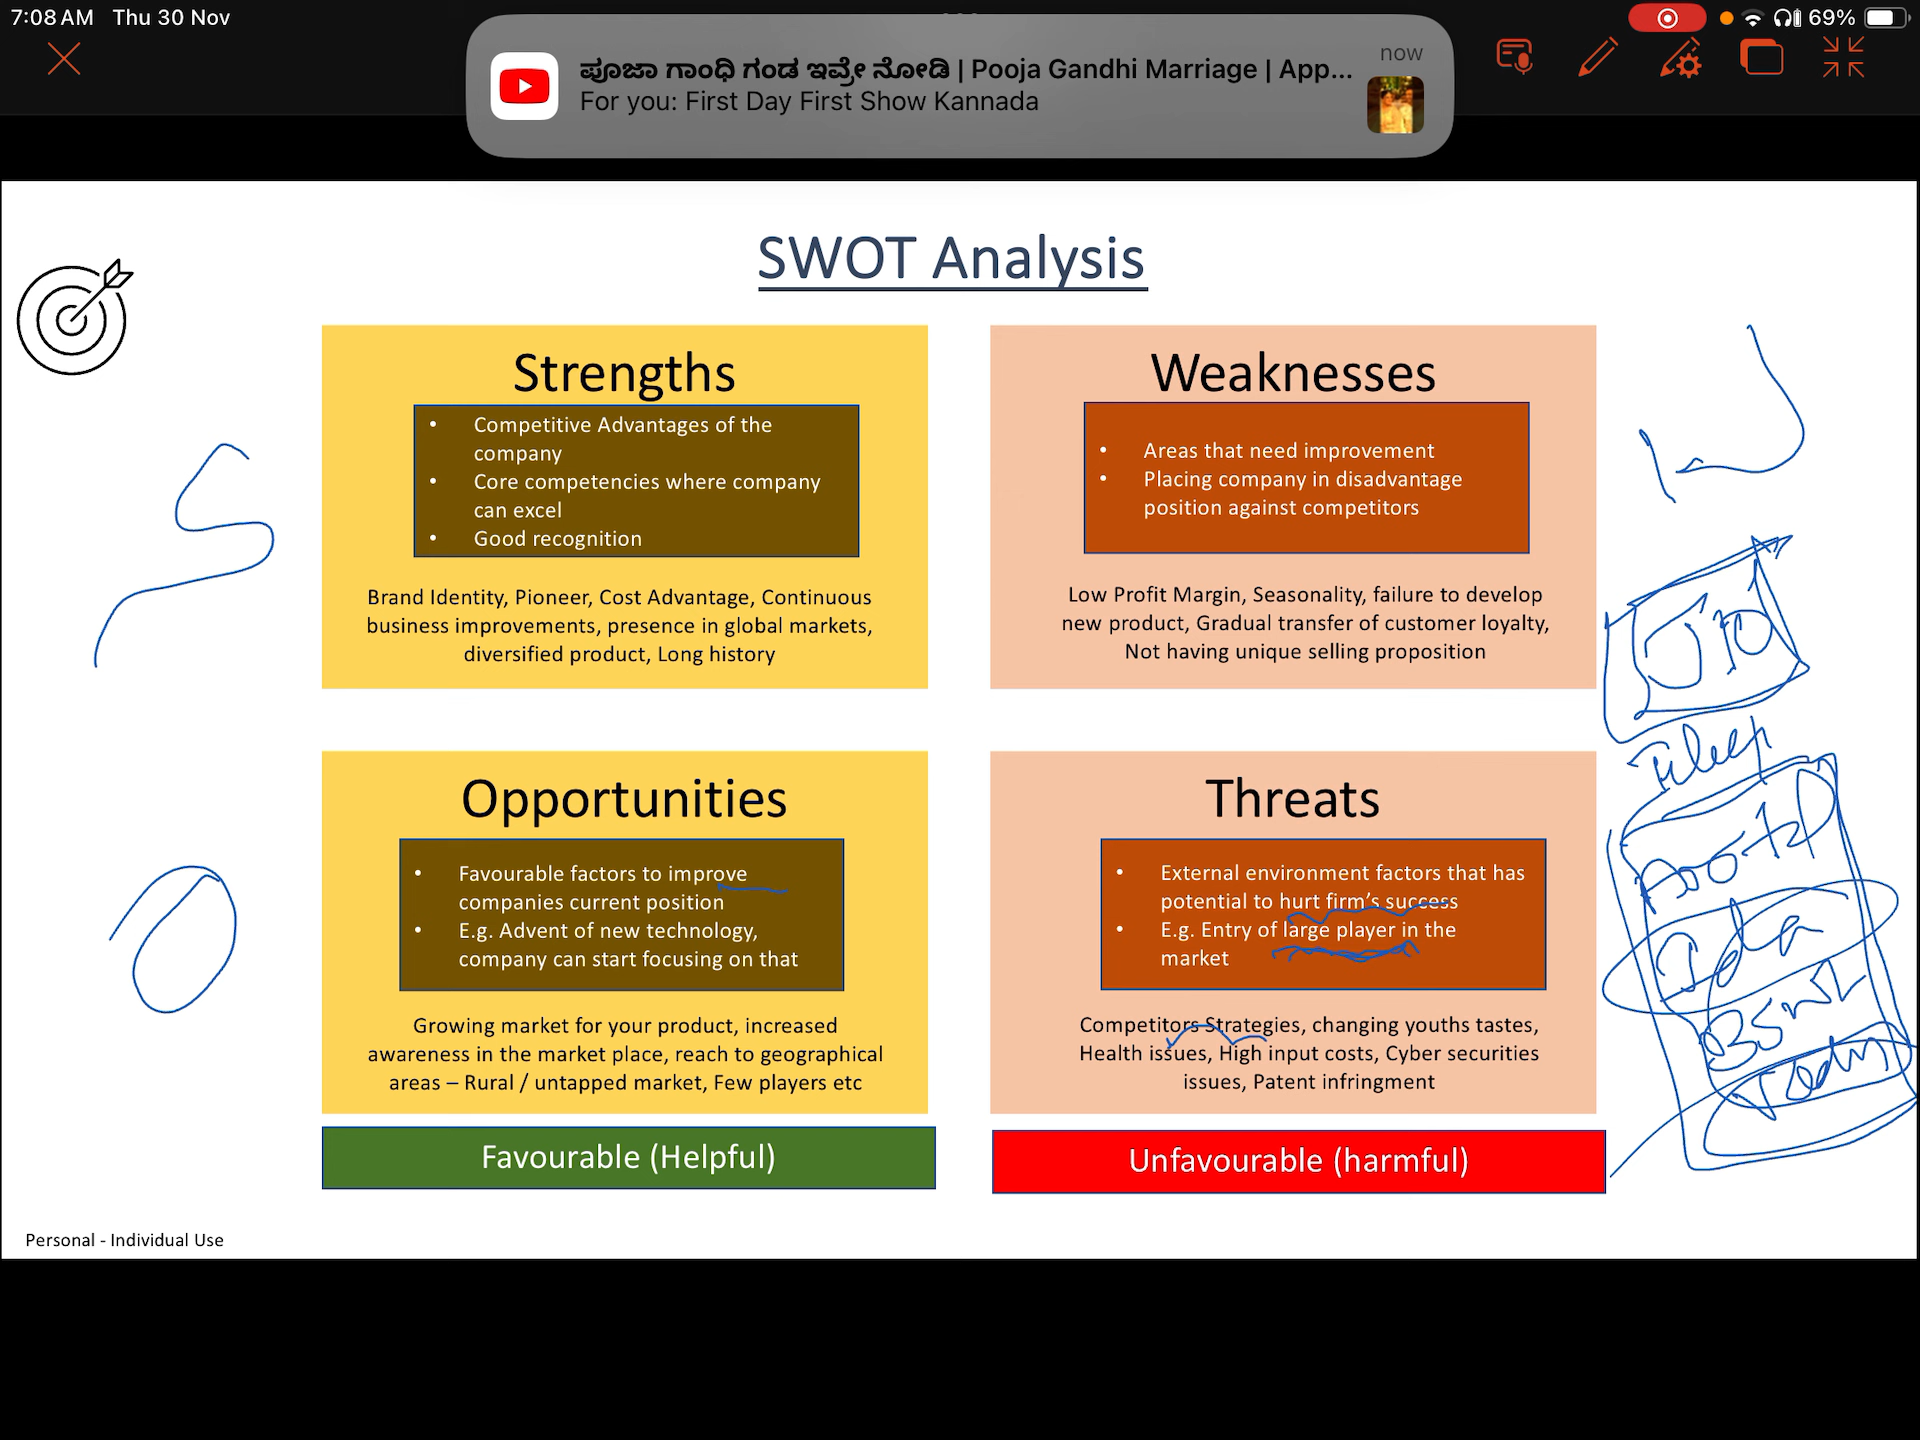 7:08 AM Thu 30 Nov
69%
ಪೂಜಾ ಗಾಂಧಿ ಗಂಡ ಇವ್ರೇ ನೋಡಿ | Pooja Gandhi Marriage | App...
now
For you: First Day First Show Kannada
SWOT Analysis
Strengths
• Competitive Advantages of the
company
• Core competencies where company
can excel
• Good recognition
Brand Identity, Pioneer, Cost Advantage, Continuous
business improvements, presence in global markets,
diversified product, Long history
Weaknesses
• Areas that need improvement
• Placing company in disadvantage
position against competitors
Low Profit Margin, Seasonality, failure to develop
new product, Gradual transfer of customer loyalty,
Not having unique selling proposition
Opportunities
• Favourable factors to improve
companies current position
• E.g. Advent of new technology,
company can start focusing on that
Growing market for your product, increased
awareness in the market place, reach to geographical
areas – Rural / untapped market, Few players etc
Threats
• External environment factors that has
potential to hurt firm's success
• E.g. Entry of large player in the
market
Competitors Strategies, changing youths tastes,
Health issues, High input costs, Cyber securities
issues, Patent infringment
Favourable (Helpful)
Unfavourable (harmful)
S
O
Jio
Idea
BSNL
Personal - Individual Use